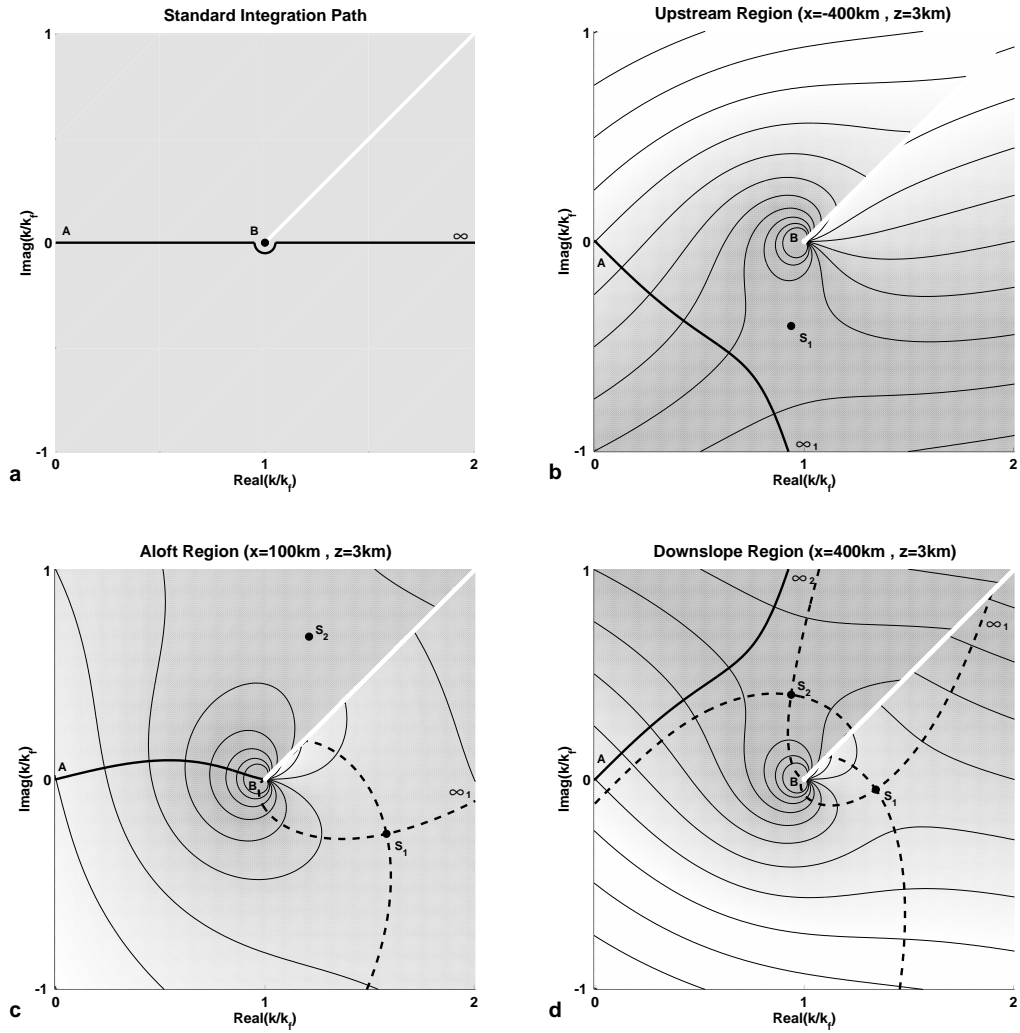 Standard Integration Path
1
0
-1
Imag(k/k_f)
A
B
∞
0
1
2
Real(k/k_f)
a
Upstream Region (x=-400km , z=3km)
1
0
-1
Imag(k/k_f)
A
B
S_1
∞_1
0
1
2
Real(k/k_f)
b
Aloft Region (x=100km , z=3km)
1
0
-1
Imag(k/k_f)
S_2
A
B
∞_1
S_1
0
1
2
Real(k/k_f)
c
Downslope Region (x=400km , z=3km)
1
0
-1
Imag(k/k_f)
∞_2
∞_1
S_2
A
B
S_1
0
1
2
Real(k/k_f)
d